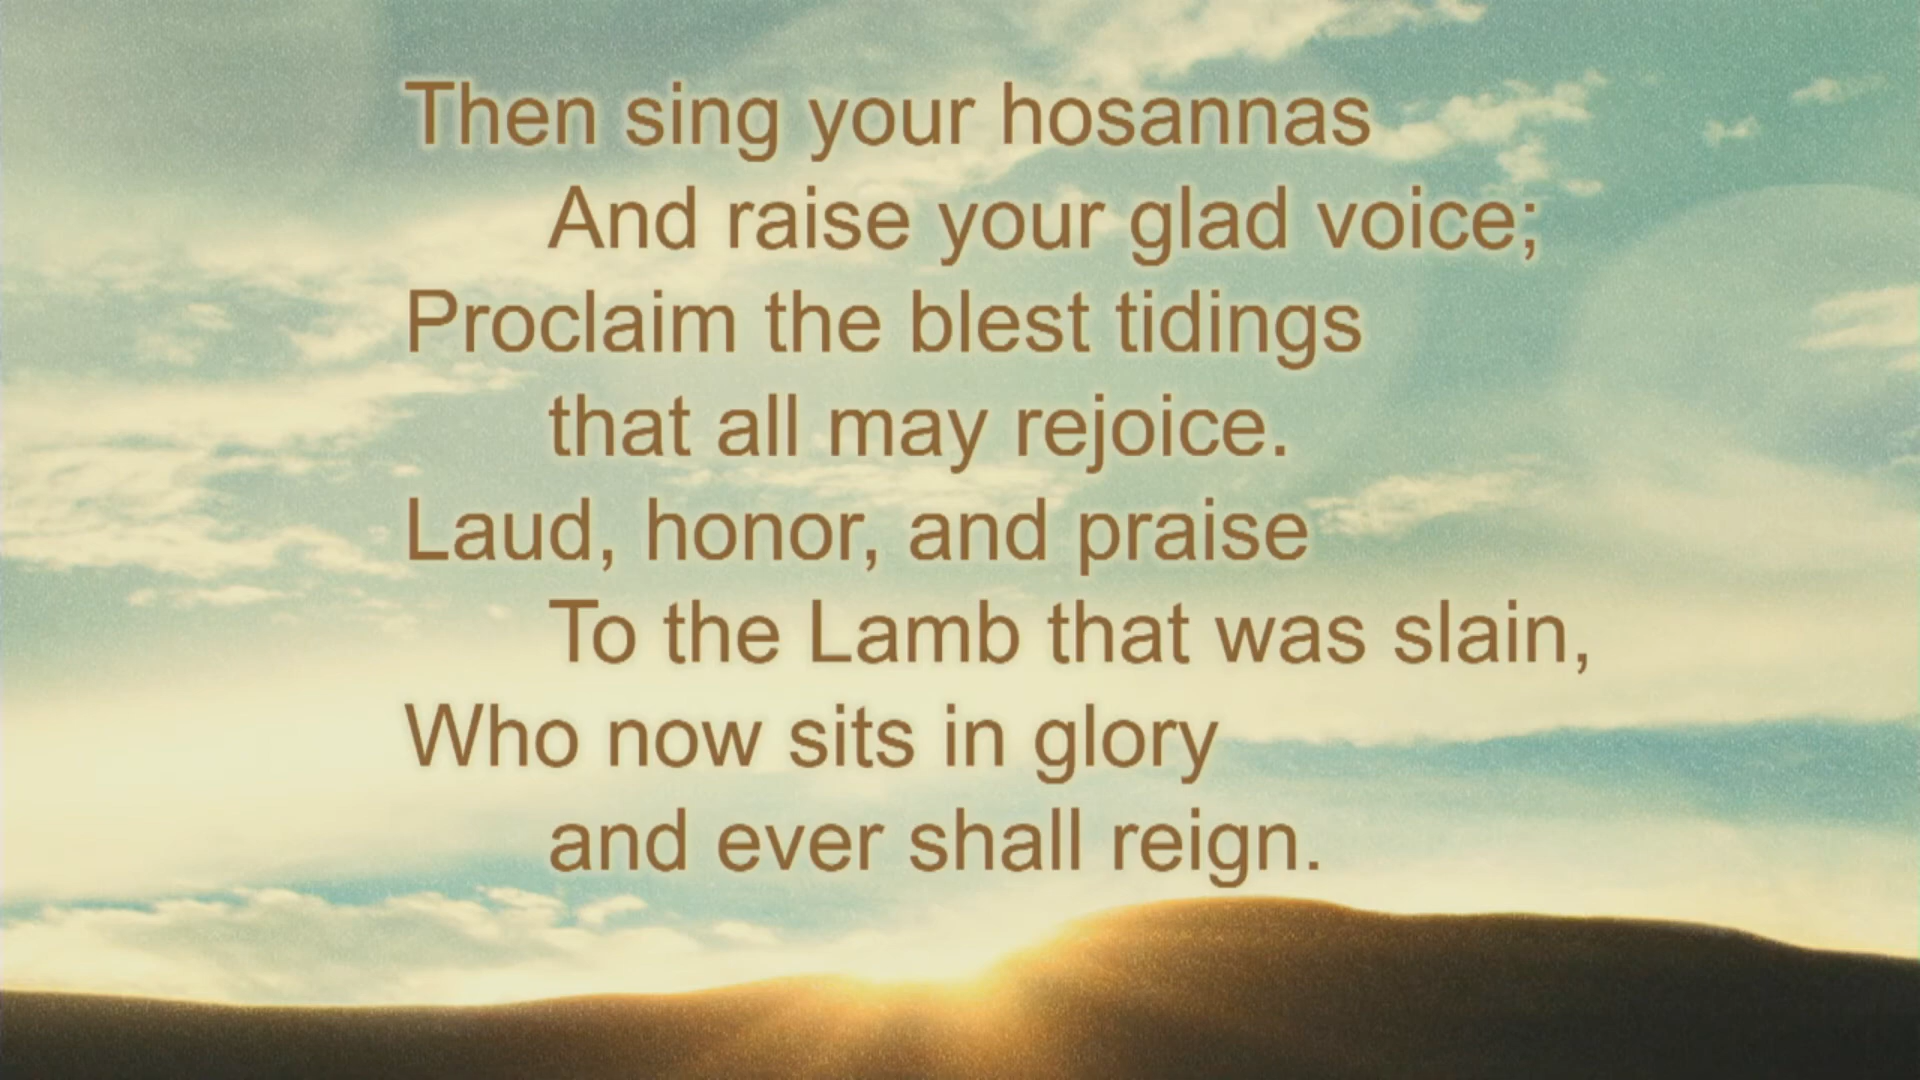 Then sing your hosannas
And raise your glad voice;
Proclaim the blest tidings
that all may rejoice.
Laud, honor, and praise
To the Lamb that was slain,
Who now sits in glory
and ever shall reign.